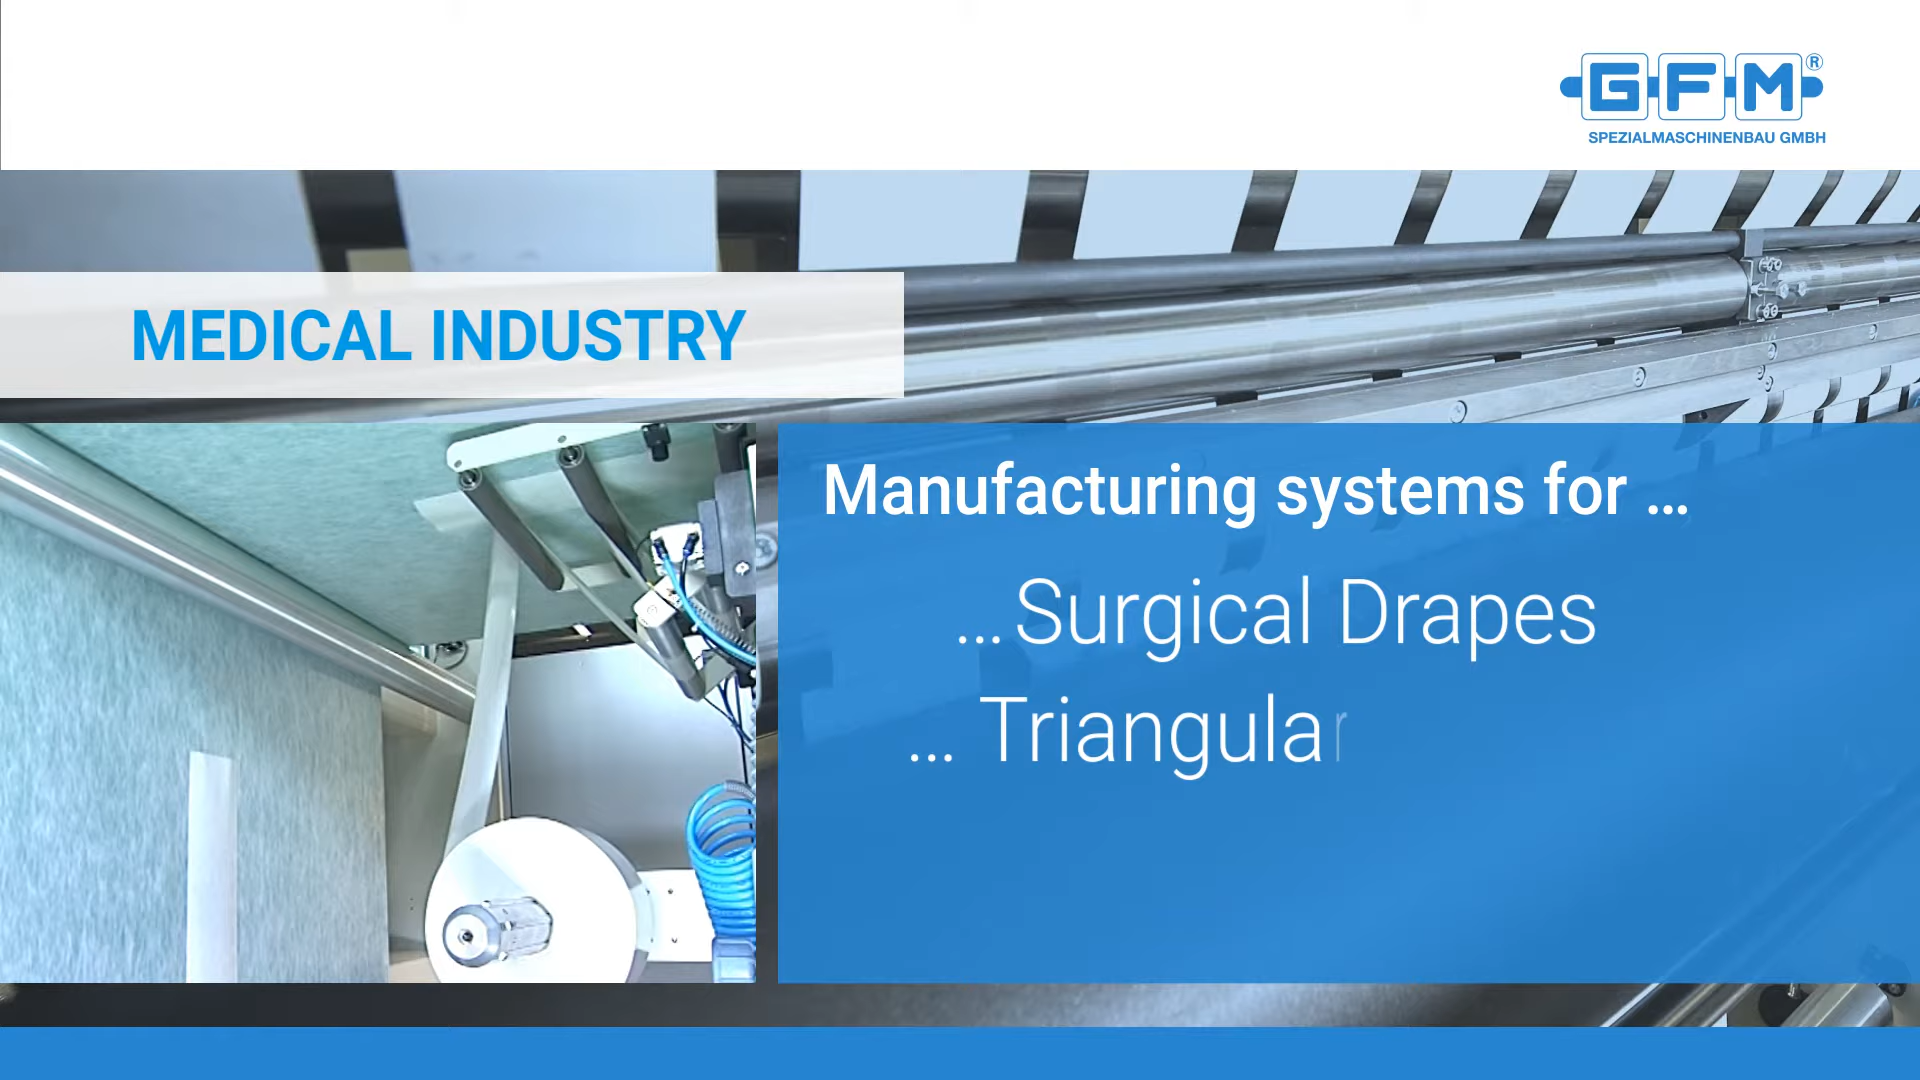 GFM®
SPEZIALMASCHINENBAU GMBH
MEDICAL INDUSTRY
Manufacturing systems for ...
... Surgical Drapes
... Triangular